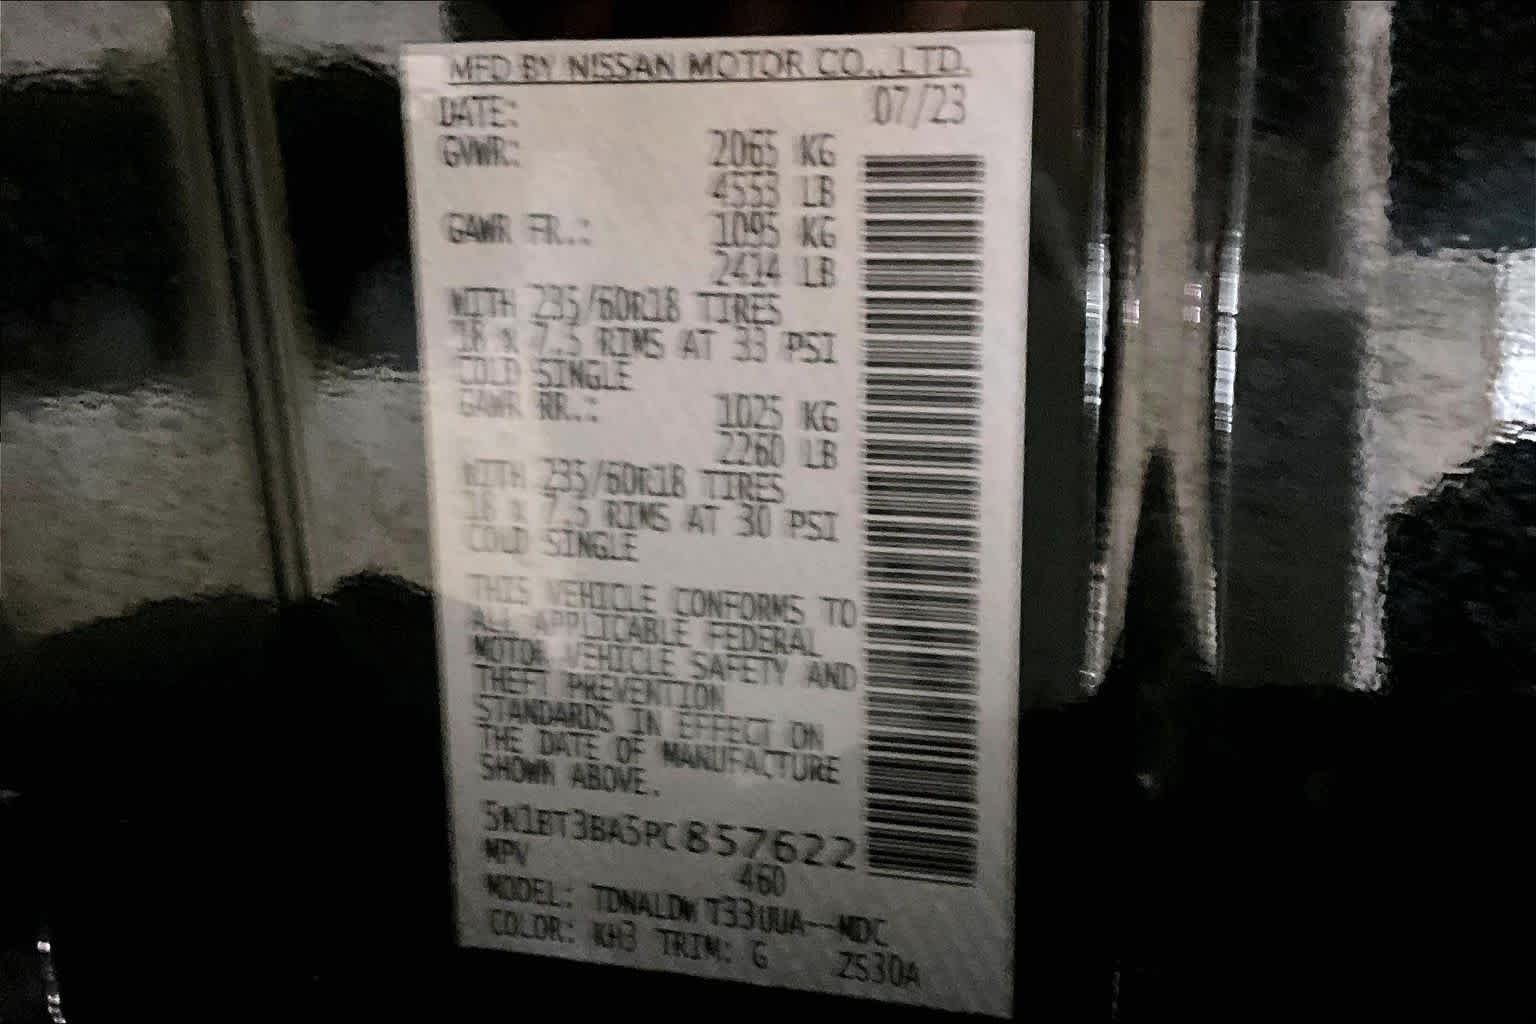 MFD BY NISSAN MOTOR CO., LTD.
DATE: 07/23
GVWR: 2065 KG
4553 LB
GAWR FR.: 1095 KG
2414 LB
WITH 235/60R18 TIRES
18 x 7.5 RIMS AT 33 PSI
COLD SINGLE
GAWR RR.: 1025 KG
2260 LB
WITH 235/60R18 TIRES
18 x 7.5 RIMS AT 30 PSI
COLD SINGLE
THIS VEHICLE CONFORMS TO
ALL APPLICABLE FEDERAL
MOTOR VEHICLE SAFETY AND
THEFT PREVENTION
STANDARDS IN EFFECT ON
THE DATE OF MANUFACTURE
SHOWN ABOVE.
5N1BT3BA5PC857622
MPV
460
MODEL: TDNALDW T33UUA--NDC
COLOR: KH3 TRIM: G ZS30A